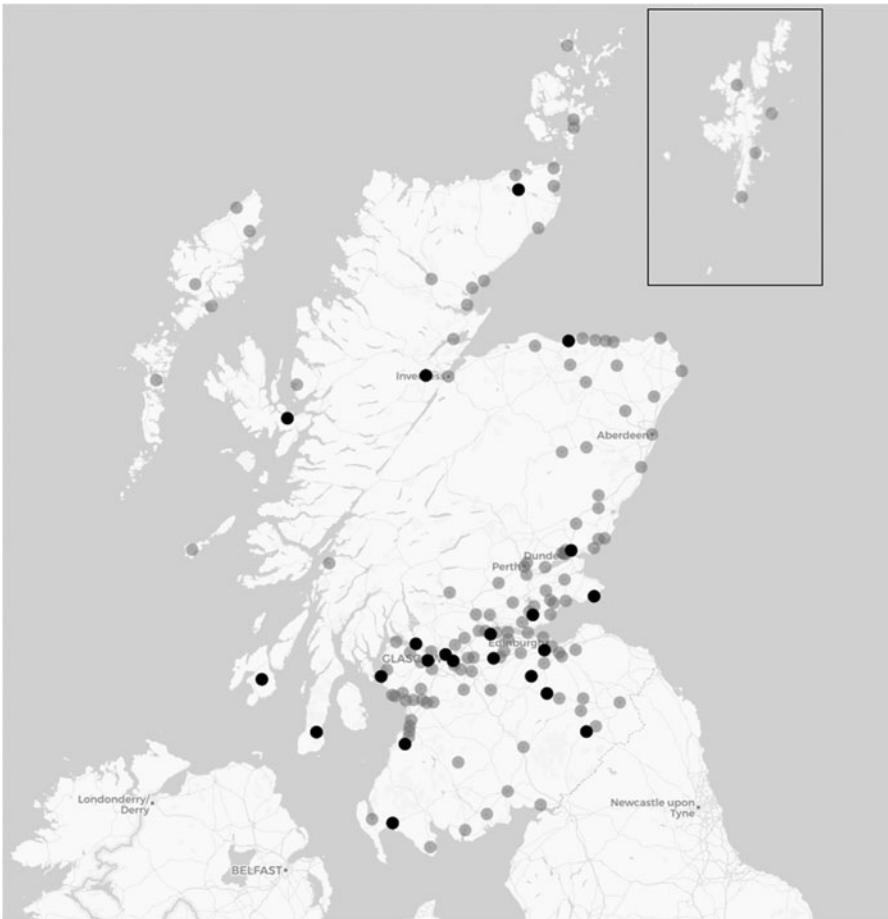 Inverness
Aberdeen
Dundee
Perth
Edinburgh
GLASGOW
Londonderry/
Derry
Newcastle upon
Tyne
BELFAST